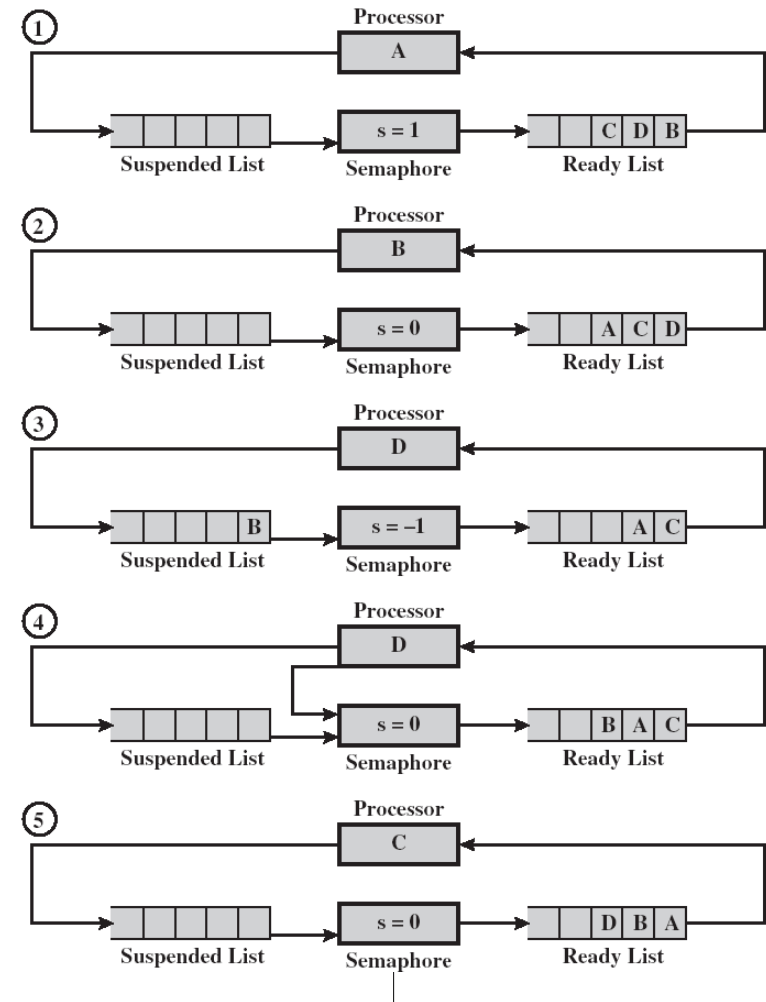 1
Processor
A
s = 1
C D B
Suspended List
Semaphore
Ready List
2
Processor
B
s = 0
A C D
Suspended List
Semaphore
Ready List
3
Processor
D
B
s = –1
A C
Suspended List
Semaphore
Ready List
4
Processor
D
s = 0
B A C
Suspended List
Semaphore
Ready List
5
Processor
C
s = 0
D B A
Suspended List
Semaphore
Ready List